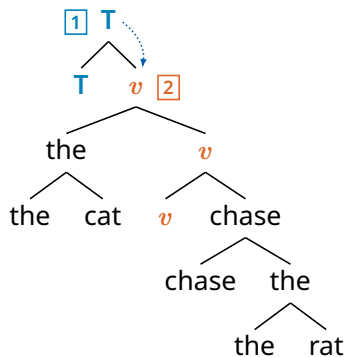 1 T
T v 2
the v
the cat v chase
chase the
the rat